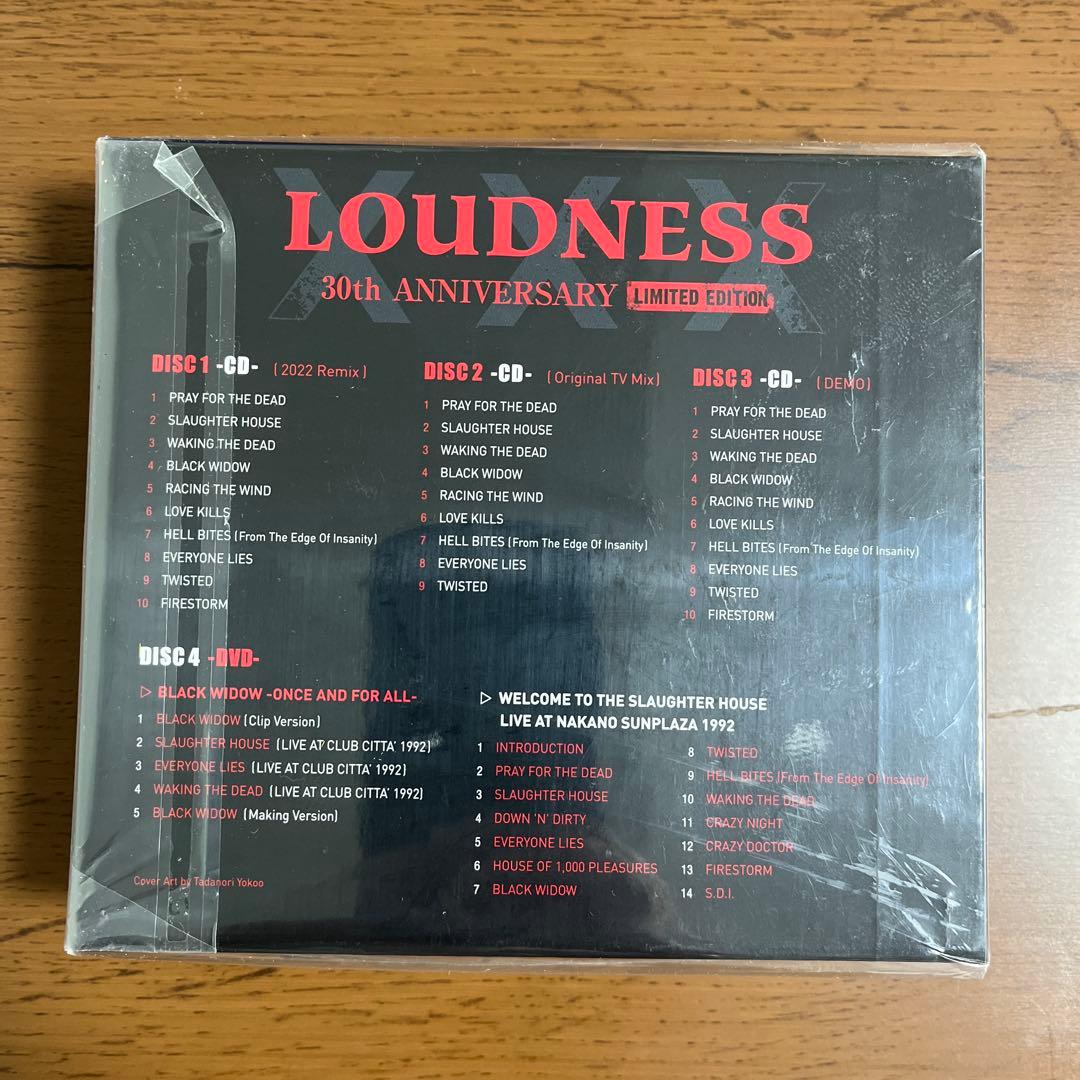 XXX
LOUDNESS
30th ANNIVERSARY LIMITED EDITION
DISC 1 -CD- [2022 Remix]
1 PRAY FOR THE DEAD
2 SLAUGHTER HOUSE
3 WAKING THE DEAD
4 BLACK WIDOW
5 RACING THE WIND
6 LOVE KILLS
7 HELL BITES [From The Edge Of Insanity]
8 EVERYONE LIES
9 TWISTED
10 FIRESTORM
DISC 2 -CD- [Original TV Mix]
1 PRAY FOR THE DEAD
2 SLAUGHTER HOUSE
3 WAKING THE DEAD
4 BLACK WIDOW
5 RACING THE WIND
6 LOVE KILLS
7 HELL BITES [From The Edge Of Insanity]
8 EVERYONE LIES
9 TWISTED
DISC 3 -CD- [DEMO]
1 PRAY FOR THE DEAD
2 SLAUGHTER HOUSE
3 WAKING THE DEAD
4 BLACK WIDOW
5 RACING THE WIND
6 LOVE KILLS
7 HELL BITES [From The Edge Of Insanity]
8 EVERYONE LIES
9 TWISTED
10 FIRESTORM
DISC 4 -DVD-
▷ BLACK WIDOW -ONCE AND FOR ALL-
1 BLACK WIDOW [Clip Version]
2 SLAUGHTER HOUSE [LIVE AT CLUB CITTA' 1992]
3 EVERYONE LIES [LIVE AT CLUB CITTA' 1992]
4 WAKING THE DEAD [LIVE AT CLUB CITTA' 1992]
5 BLACK WIDOW [Making Version]
▷ WELCOME TO THE SLAUGHTER HOUSE
LIVE AT NAKANO SUNPLAZA 1992
1 INTRODUCTION
2 PRAY FOR THE DEAD
3 SLAUGHTER HOUSE
4 DOWN 'N' DIRTY
5 EVERYONE LIES
6 HOUSE OF 1,000 PLEASURES
7 BLACK WIDOW
8 TWISTED
9 HELL BITES [From The Edge Of Insanity]
10 WAKING THE DEAD
11 CRAZY NIGHT
12 CRAZY DOCTOR
13 FIRESTORM
14 S.D.I.
Cover Art by Tadanori Yokoo